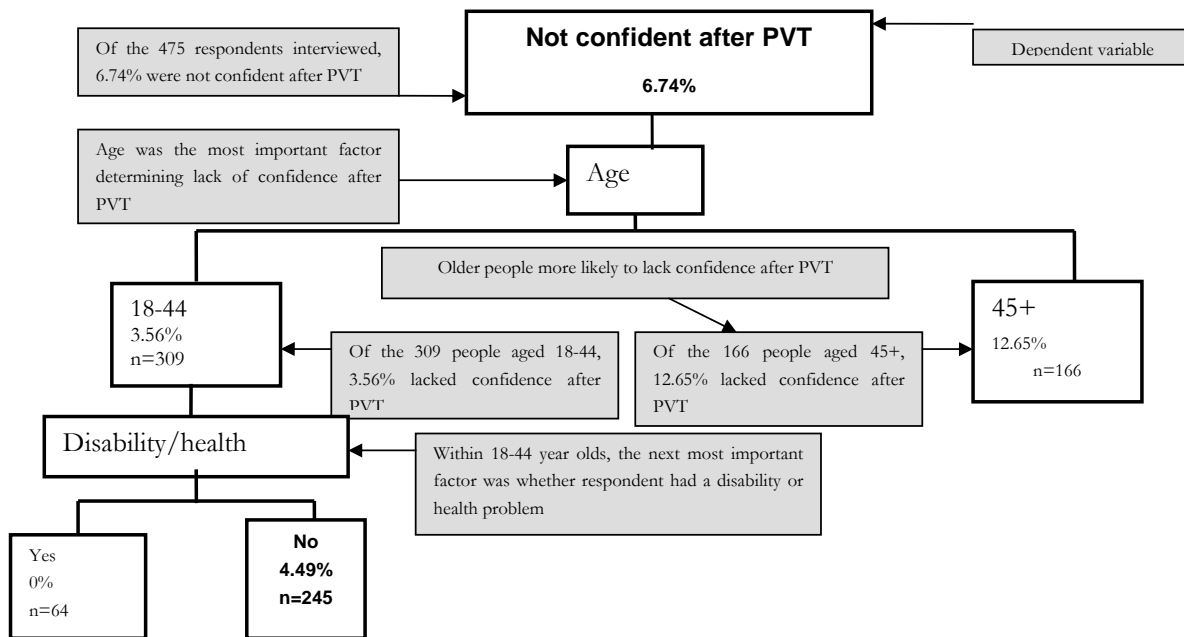 Not confident after PVT
6.74%
Of the 475 respondents interviewed,
6.74% were not confident after PVT
Dependent variable
Age was the most important factor
determining lack of confidence after
PVT
Age
Older people more likely to lack confidence after PVT
18-44
3.56%
n=309
Of the 309 people aged 18-44,
3.56% lacked confidence after
PVT
Of the 166 people aged 45+,
12.65% lacked confidence after
PVT
45+
12.65%
n=166
Disability/health
Within 18-44 year olds, the next most important
factor was whether respondent had a disability or
health problem
Yes
0%
n=64
No
4.49%
n=245